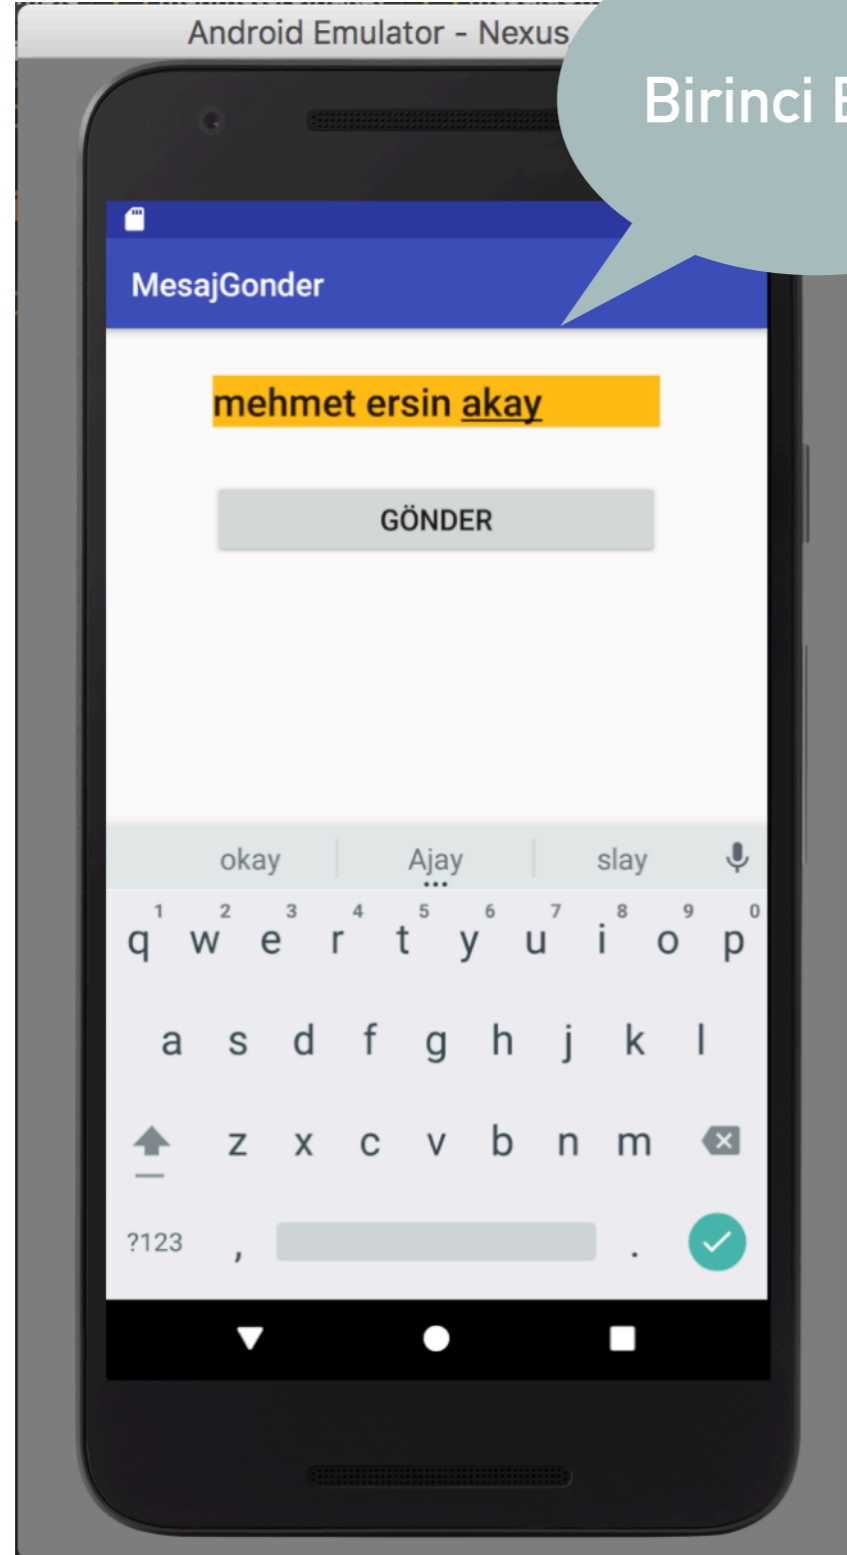 Android Emulator - Nexus
Birinci
MesajGonder
mehmet ersin akay
GÖNDER
okay Ajay slay
1 2 3 4 5 6 7 8 9 0
q w e r t y u i o p
a s d f g h j k l
z x c v b n m
?123 , .